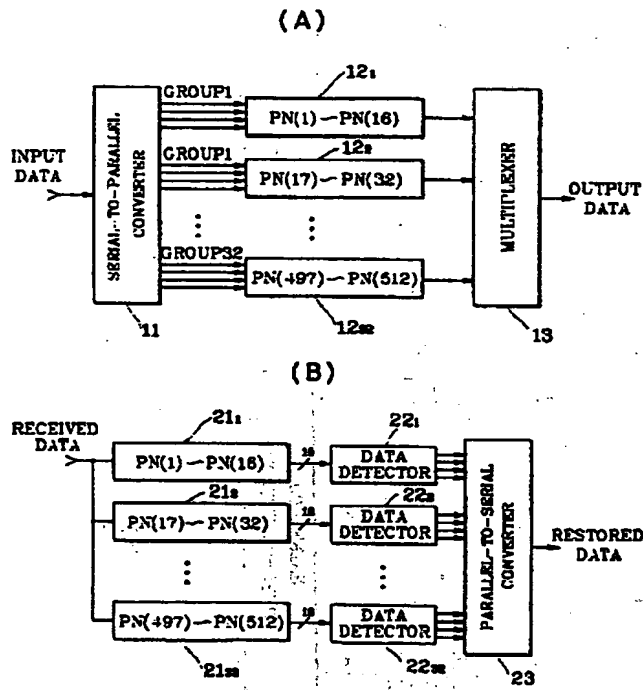 (A)
12₁
GROUP1
PN(1) — PN(16)
12₂
GROUP1
PN(17) — PN(32)
INPUT
DATA
SERIAL-TO-PARALLEL
CONVERTER
MULTIPLEXER
OUTPUT
DATA
GROUP32
PN(497) — PN(512)
11
12₃₂
13
(B)
RECEIVED
DATA
21₁
22₁
PN(1) — PN(16)
16
DATA
DETECTOR
21₂
22₂
PN(17) — PN(32)
16
DATA
DETECTOR
PARALLEL-TO-SERIAL
CONVERTER
RESTORED
DATA
PN(497) — PN(512)
16
DATA
DETECTOR
21₃₂
22₃₂
23